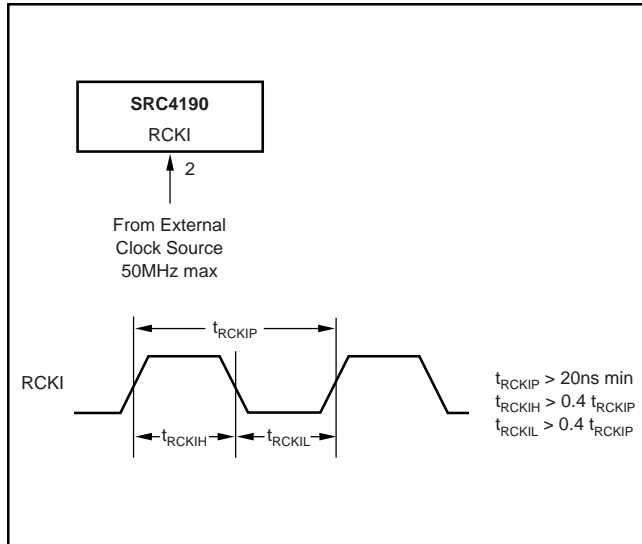 SRC4190
RCKI
2
From External
Clock Source
50MHz max
tRCKIP
RCKI
tRCKIH
tRCKIL
tRCKIP > 20ns min
tRCKIH > 0.4 tRCKIP
tRCKIL > 0.4 tRCKIP